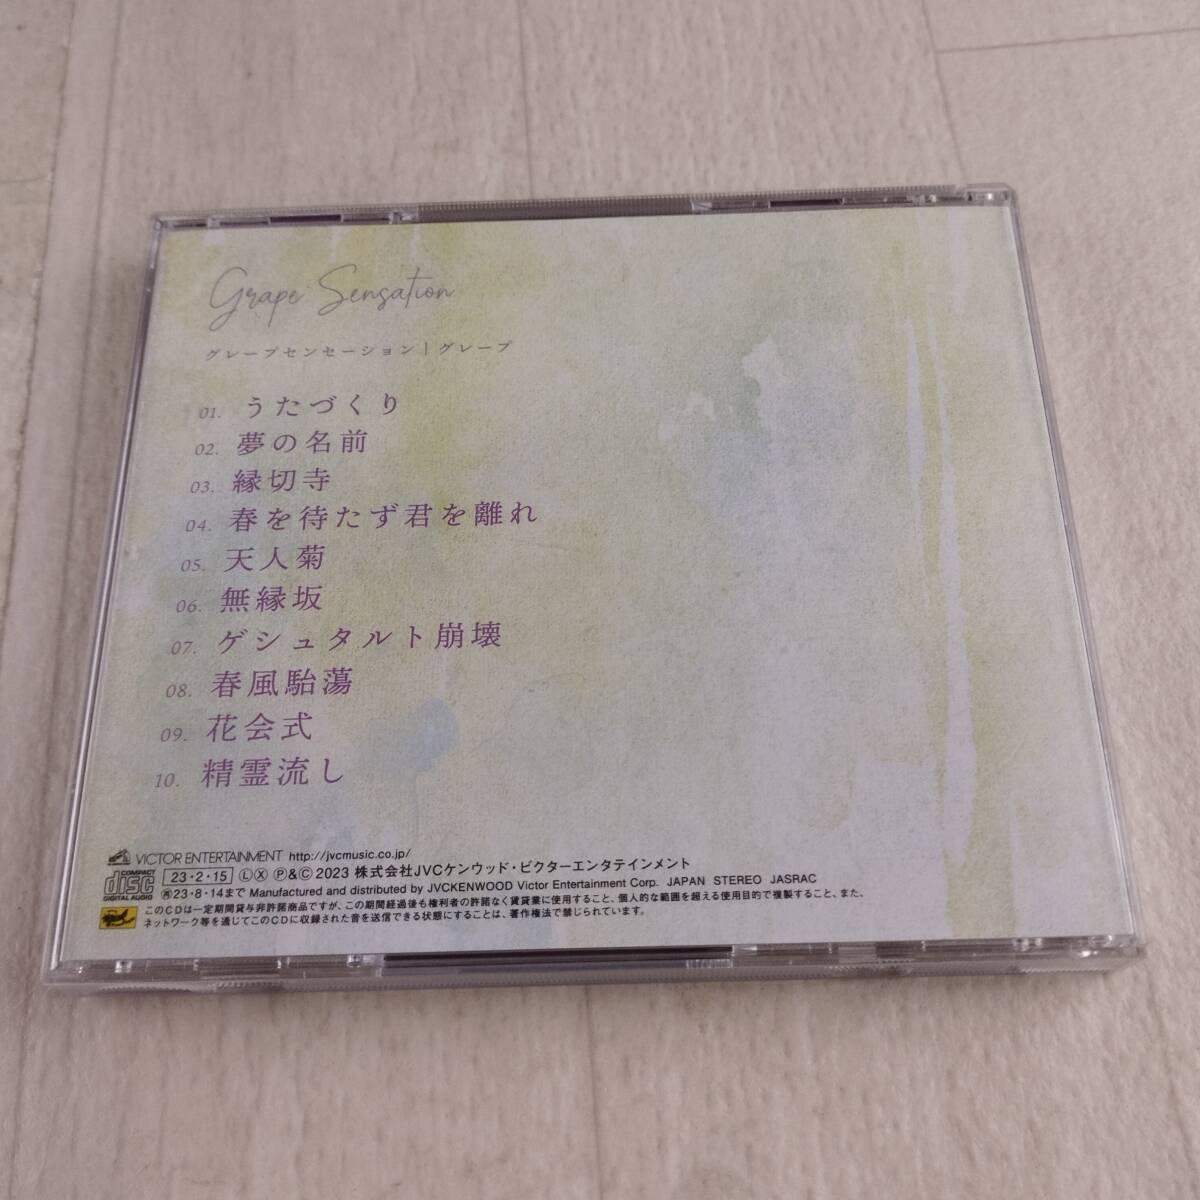 Grape Sensation
グレープセンセーション | グレープ
01. うたづくり
02. 夢の名前
03. 縁切寺
04. 春を待たず君を離れ
05. 天人菊
06. 無縁坂
07. ゲシュタルト崩壊
08. 春風駘蕩
09. 花会式
10. 精霊流し
VICTOR ENTERTAINMENT http://jvcmusic.co.jp/
COMPACT disc DIGITAL AUDIO
23・2・15 Ⓛ Ⓧ Ⓟ&Ⓒ 2023 株式会社JVCケンウッド・ビクターエンタテインメント
㋹23・8・14まで Manufactured and distributed by JVCKENWOOD Victor Entertainment Corp. JAPAN STEREO JASRAC
このCDは一定期間貸与非許諾商品ですが、この期間経過後も権利者の許諾なく賃貸業に使用すること、個人的な範囲を超える使用目的で複製すること、また、
ネットワーク等を通じてこのCDに収録された音を送信できる状態にすることは、著作権法で禁じられています。